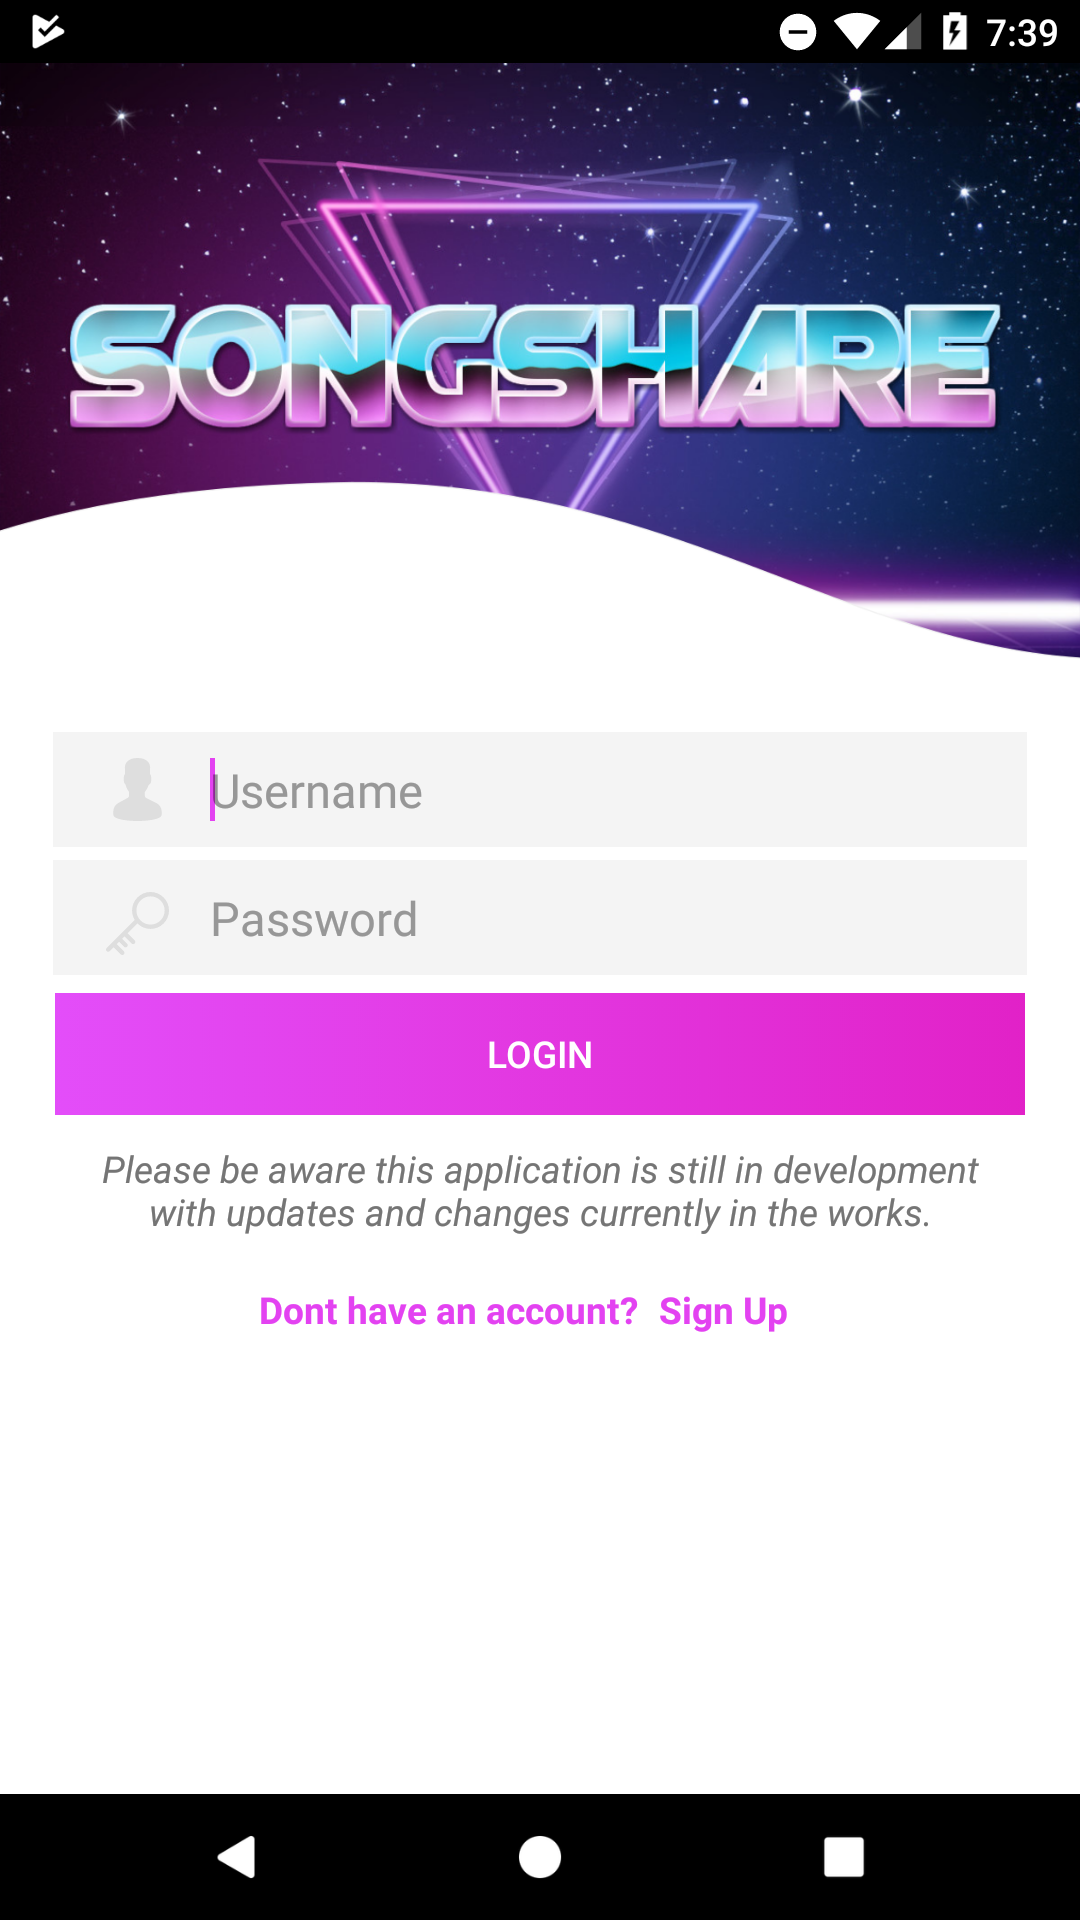 7:39
SONGSHARE
Username
Password
LOGIN
Please be aware this application is still in development
with updates and changes currently in the works.
Dont have an account? Sign Up